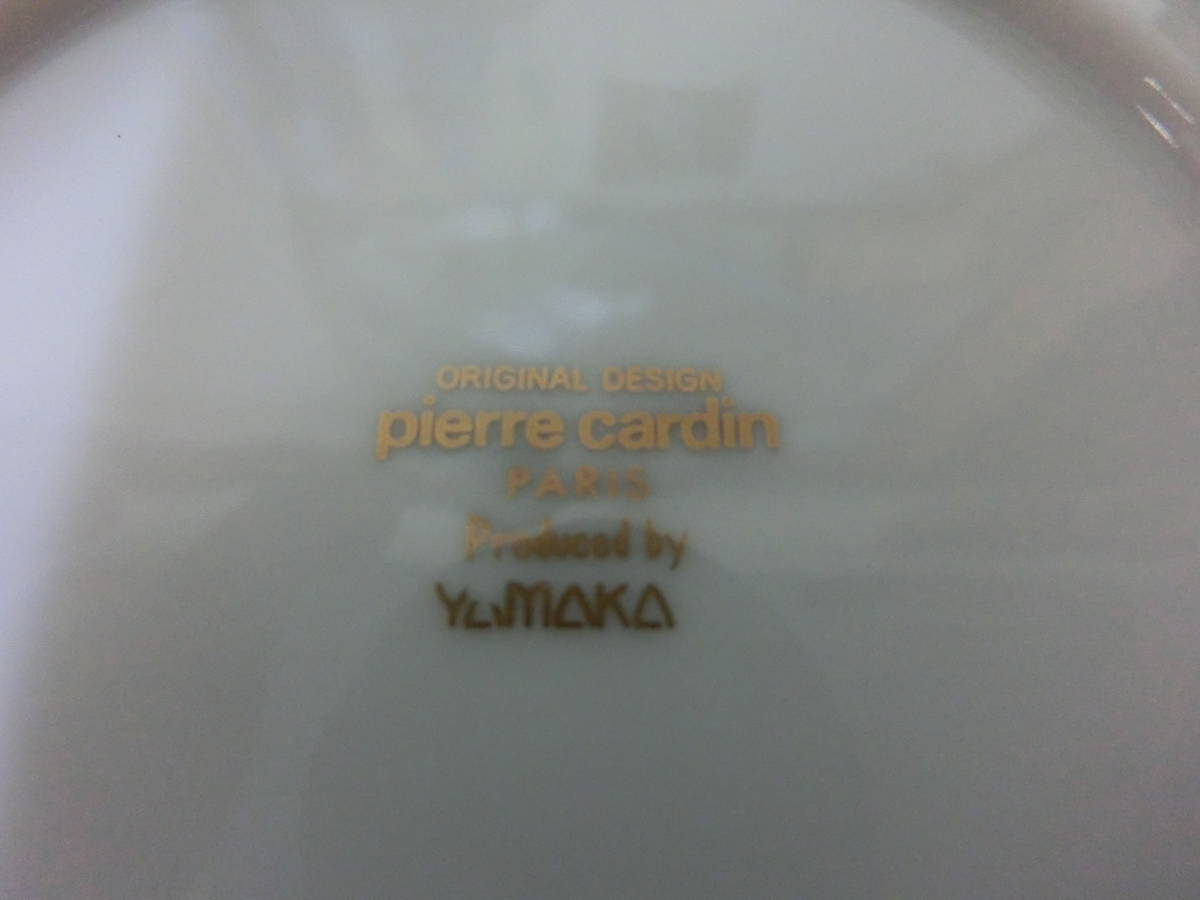 ORIGINAL DESIGN
pierre cardin
PARIS
Produced by
YAMAKA